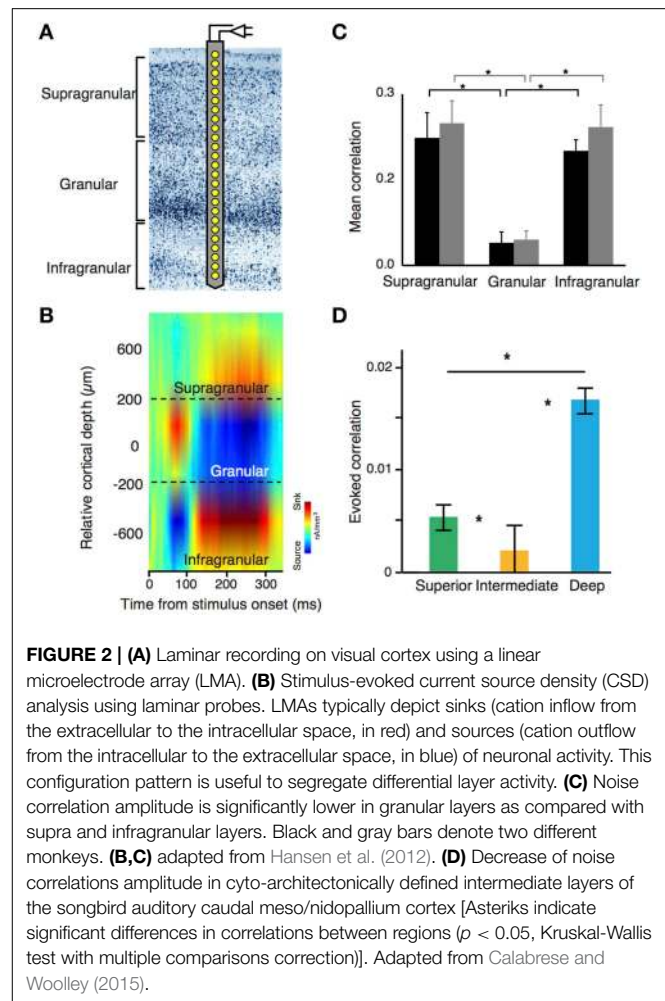 A
Supragranular
Granular
Infragranular
B
Relative cortical depth (µm)
600
200
0
-200
-600
Supragranular
Granular
Infragranular
Sink
Source
nA/mm³
0 100 200 300
Time from stimulus onset (ms)
C
* *
* *
Mean correlation
0.3
0.2
0.0
Supragranular Granular Infragranular
D
Evoked correlation
0.02
0.01
0
*
*
*
Superior Intermediate Deep
FIGURE 2 | (A) Laminar recording on visual cortex using a linear
microelectrode array (LMA). (B) Stimulus-evoked current source density (CSD)
analysis using laminar probes. LMAs typically depict sinks (cation inflow from
the extracellular to the intracellular space, in red) and sources (cation outflow
from the intracellular to the extracellular space, in blue) of neuronal activity. This
configuration pattern is useful to segregate differential layer activity. (C) Noise
correlation amplitude is significantly lower in granular layers as compared with
supra and infragranular layers. Black and gray bars denote two different
monkeys. (B,C) adapted from Hansen et al. (2012). (D) Decrease of noise
correlations amplitude in cyto-architectonically defined intermediate layers of
the songbird auditory caudal meso/nidopallium cortex [Asteriks indicate
significant differences in correlations between regions (p < 0.05, Kruskal-Wallis
test with multiple comparisons correction)]. Adapted from Calabrese and
Woolley (2015).